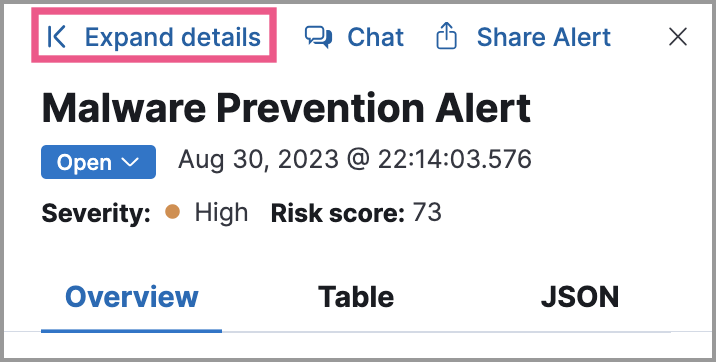 Expand details Chat Share Alert
Malware Prevention Alert
Open Aug 30, 2023 @ 22:14:03.576
Severity: High Risk score: 73
Overview Table JSON